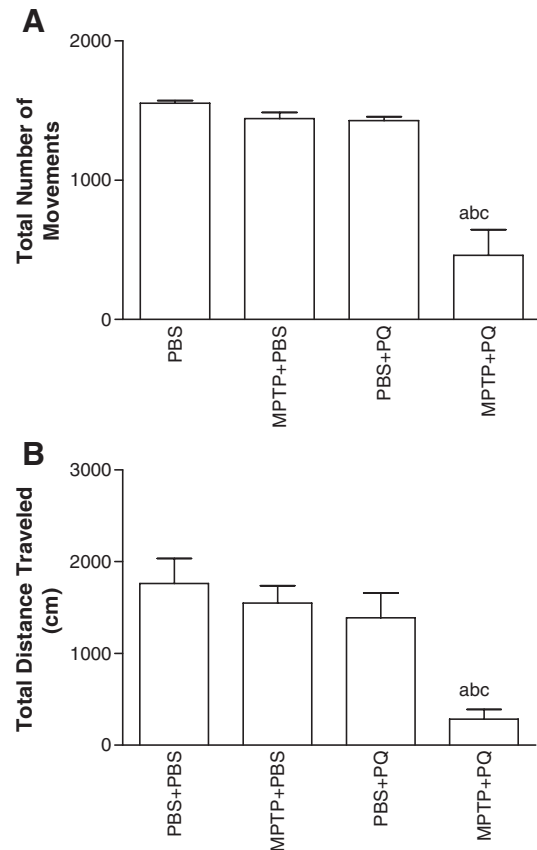 A
Total Number of
Movements
2000
1000
0
abc
PBS
MPTP+PBS
PBS+PQ
MPTP+PQ
B
Total Distance Traveled
(cm)
3000
2000
1000
0
abc
PBS+PBS
MPTP+PBS
PBS+PQ
MPTP+PQ